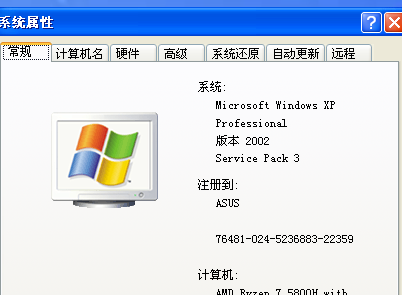 系统属性
常规 计算机名 硬件 高级 系统还原 自动更新 远程
系统:
Microsoft Windows XP
Professional
版本 2002
Service Pack 3
注册到:
ASUS
76481-024-5236883-22359
计算机:
AMD Ryzen 7 5800H with